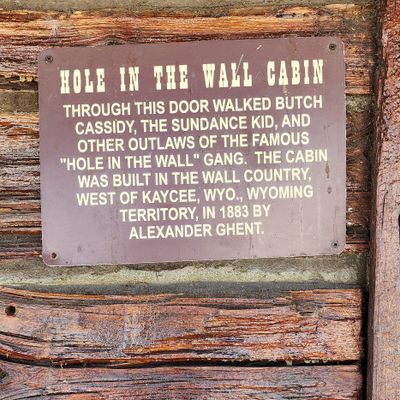 HOLE IN THE WALL CABIN
THROUGH THIS DOOR WALKED BUTCH
CASSIDY, THE SUNDANCE KID, AND
OTHER OUTLAWS OF THE FAMOUS
"HOLE IN THE WALL" GANG. THE CABIN
WAS BUILT IN THE WALL COUNTRY,
WEST OF KAYCEE, WYO., WYOMING
TERRITORY, IN 1883 BY
ALEXANDER GHENT.